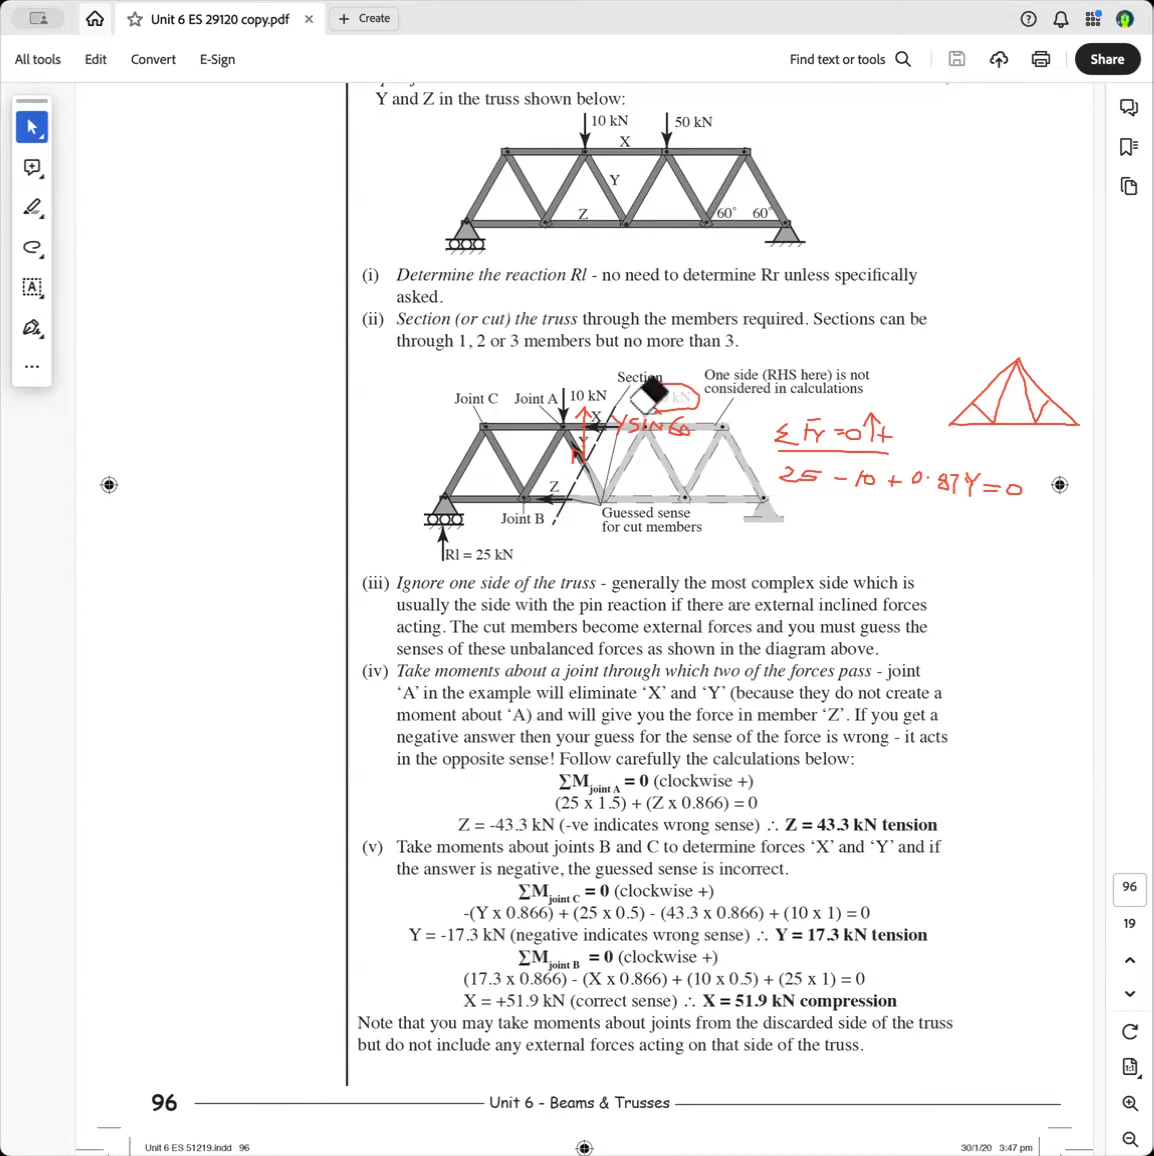 Unit 6 ES 29120 copy.pdf
Create
All tools
Edit
Convert
E-Sign
Find text or tools
Share
Y and Z in the truss shown below:
10 kN
50 kN
X
Y
Z
60°
60°
(i) Determine the reaction Rl - no need to determine Rr unless specifically
asked.
(ii) Section (or cut) the truss through the members required. Sections can be
through 1, 2 or 3 members but no more than 3.
Section
One side (RHS here) is not
considered in calculations
Joint C
Joint A
10 kN
kN
X
Y SIN 60
Y
Z
Joint B
Guessed sense
for cut members
Rl = 25 kN
Σ Fy = 0 ↑+
25 - 10 + 0.87Y = 0
(iii) Ignore one side of the truss - generally the most complex side which is
usually the side with the pin reaction if there are external inclined forces
acting. The cut members become external forces and you must guess the
senses of these unbalanced forces as shown in the diagram above.
(iv) Take moments about a joint through which two of the forces pass - joint
‘A’ in the example will eliminate ‘X’ and ‘Y’ (because they do not create a
moment about ‘A) and will give you the force in member ‘Z’. If you get a
negative answer then your guess for the sense of the force is wrong - it acts
in the opposite sense! Follow carefully the calculations below:
ΣMjoint A = 0 (clockwise +)
(25 x 1.5) + (Z x 0.866) = 0
Z = -43.3 kN (-ve indicates wrong sense) ∴ Z = 43.3 kN tension
(v) Take moments about joints B and C to determine forces ‘X’ and ‘Y’ and if
the answer is negative, the guessed sense is incorrect.
ΣMjoint C = 0 (clockwise +)
-(Y x 0.866) + (25 x 0.5) - (43.3 x 0.866) + (10 x 1) = 0
Y = -17.3 kN (negative indicates wrong sense) ∴ Y = 17.3 kN tension
ΣMjoint B = 0 (clockwise +)
(17.3 x 0.866) - (X x 0.866) + (10 x 0.5) + (25 x 1) = 0
X = +51.9 kN (correct sense) ∴ X = 51.9 kN compression
Note that you may take moments about joints from the discarded side of the truss
but do not include any external forces acting on that side of the truss.
96
Unit 6 - Beams & Trusses
Unit 6 ES 51219.indd 96
30/1/20 3:47 pm
96
19
1:1